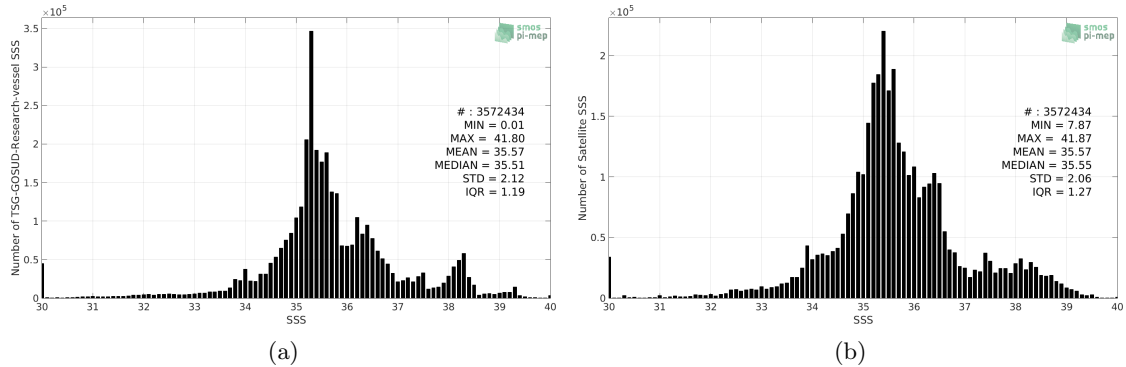 ×10⁵
3.5
3
2.5
2
1.5
1
0.5
0
Number of TSG-GOSUD-Research-vessel SSS
30 31 32 33 34 35 36 37 38 39 40
SSS
smos
pi-mep
# : 3572434
MIN = 0.01
MAX = 41.80
MEAN = 35.57
MEDIAN = 35.51
STD = 2.12
IQR = 1.19
(a)
×10⁵
2
1.5
1
0.5
0
Number of Satellite SSS
30 31 32 33 34 35 36 37 38 39 40
SSS
smos
pi-mep
# : 3572434
MIN = 7.87
MAX = 41.87
MEAN = 35.57
MEDIAN = 35.55
STD = 2.06
IQR = 1.27
(b)